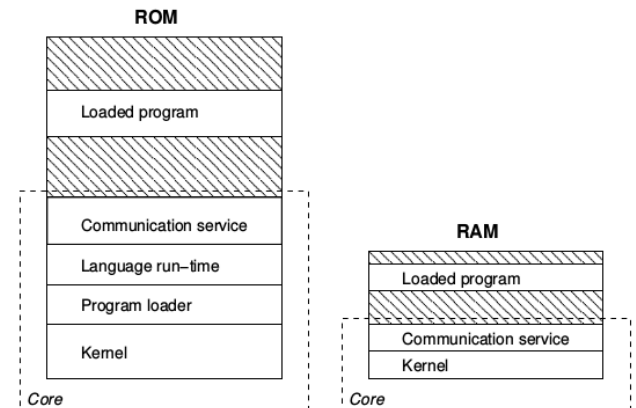 ROM
Loaded program
Communication service
Language run-time
Program loader
Kernel
Core
RAM
Loaded program
Communication service
Kernel
Core